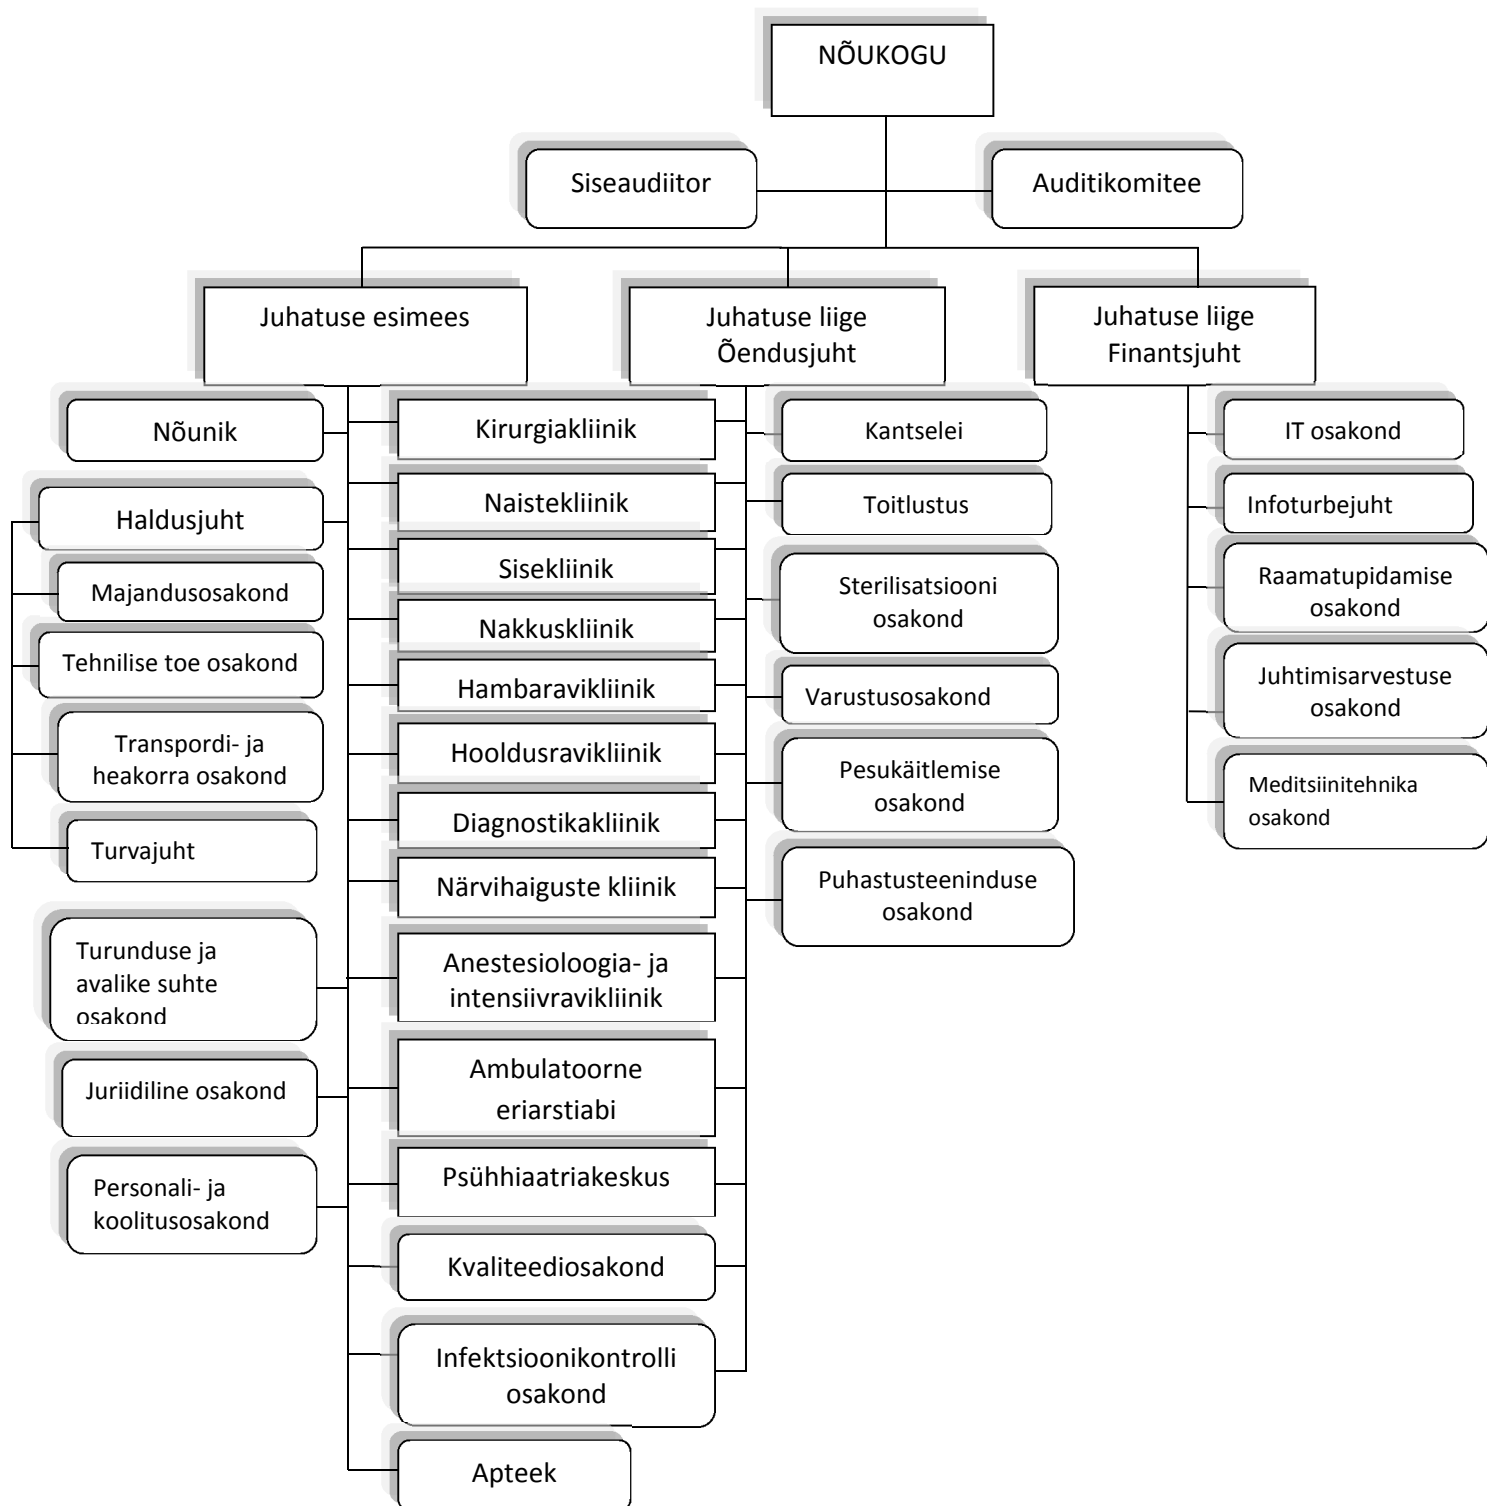 NÕUKOGU
Siseaudiitor
Auditikomitee
Juhatuse esimees
Juhatuse liige
Õendusjuht
Juhatuse liige
Finantsjuht
Nõunik
Haldusjuht
Majandusosakond
Tehnilise toe osakond
Transpordi- ja
heakorra osakond
Turvajuht
Turunduse ja
avalike suhte
osakond
Juriidiline osakond
Personali- ja
koolitusosakond
Kirurgiakliinik
Naistekliinik
Sisekliinik
Nakkuskliinik
Hambaravikliinik
Hooldusravikliinik
Diagnostikakliinik
Närvihaiguste kliinik
Anestesioloogia- ja
intensiivravikliinik
Ambulatoorne
eriarstiabi
Psühhiaatriakeskus
Kvaliteediosakond
Infektsioonikontrolli
osakond
Apteek
Kantselei
Toitlustus
Sterilisatsiooni
osakond
Varustusosakond
Pesukäitlemise
osakond
Puhastusteeninduse
osakond
IT osakond
Infoturbejuht
Raamatupidamise
osakond
Juhtimisarvestuse
osakond
Meditsiinitehnika
osakond